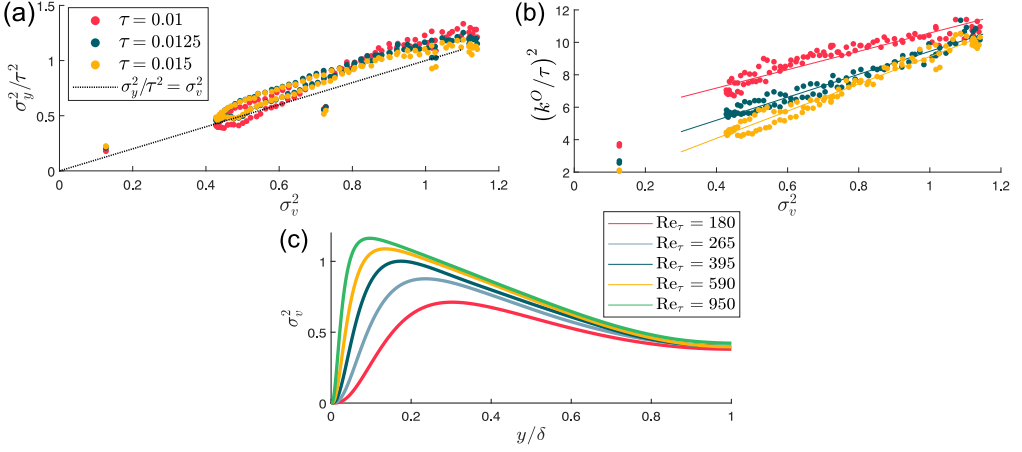 (a)
τ = 0.01
τ = 0.0125
τ = 0.015
σ_y^2/τ^2 = σ_v^2
σ_y^2/τ^2
1.5
1
0.5
0
0 0.2 0.4 0.6 0.8 1 1.2
σ_v^2
(b)
(k^O/τ)^2
12
10
8
6
4
2
0 0.2 0.4 0.6 0.8 1 1.2
σ_v^2
(c)
Re_τ = 180
Re_τ = 265
Re_τ = 395
Re_τ = 590
Re_τ = 950
σ_v^2
1
0.5
0
0 0.2 0.4 0.6 0.8 1
y/δ